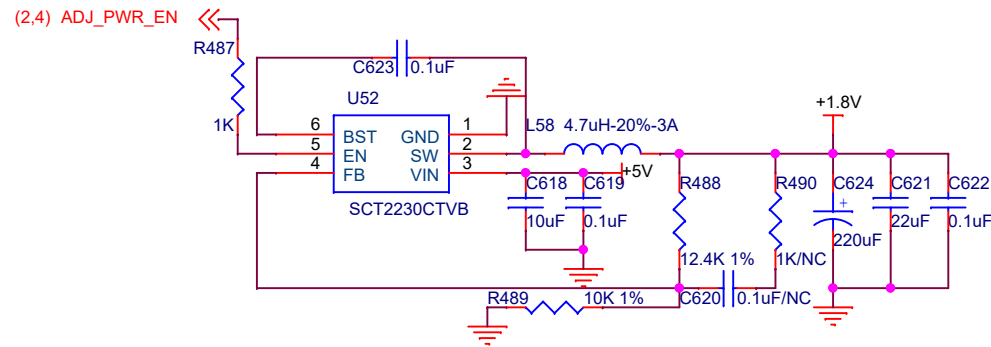 (2,4) ADJ_PWR_EN
R487
1K
C623 0.1uF
U52
6 BST GND 1
5 EN SW 2
4 FB VIN 3
SCT2230CTVB
L58 4.7uH-20%-3A
+5V
+1.8V
C618
10uF
C619
0.1uF
R488
12.4K 1%
R490
1K/NC
C624
+
220uF
C621
22uF
C622
0.1uF
R489 10K 1%
C620 0.1uF/NC